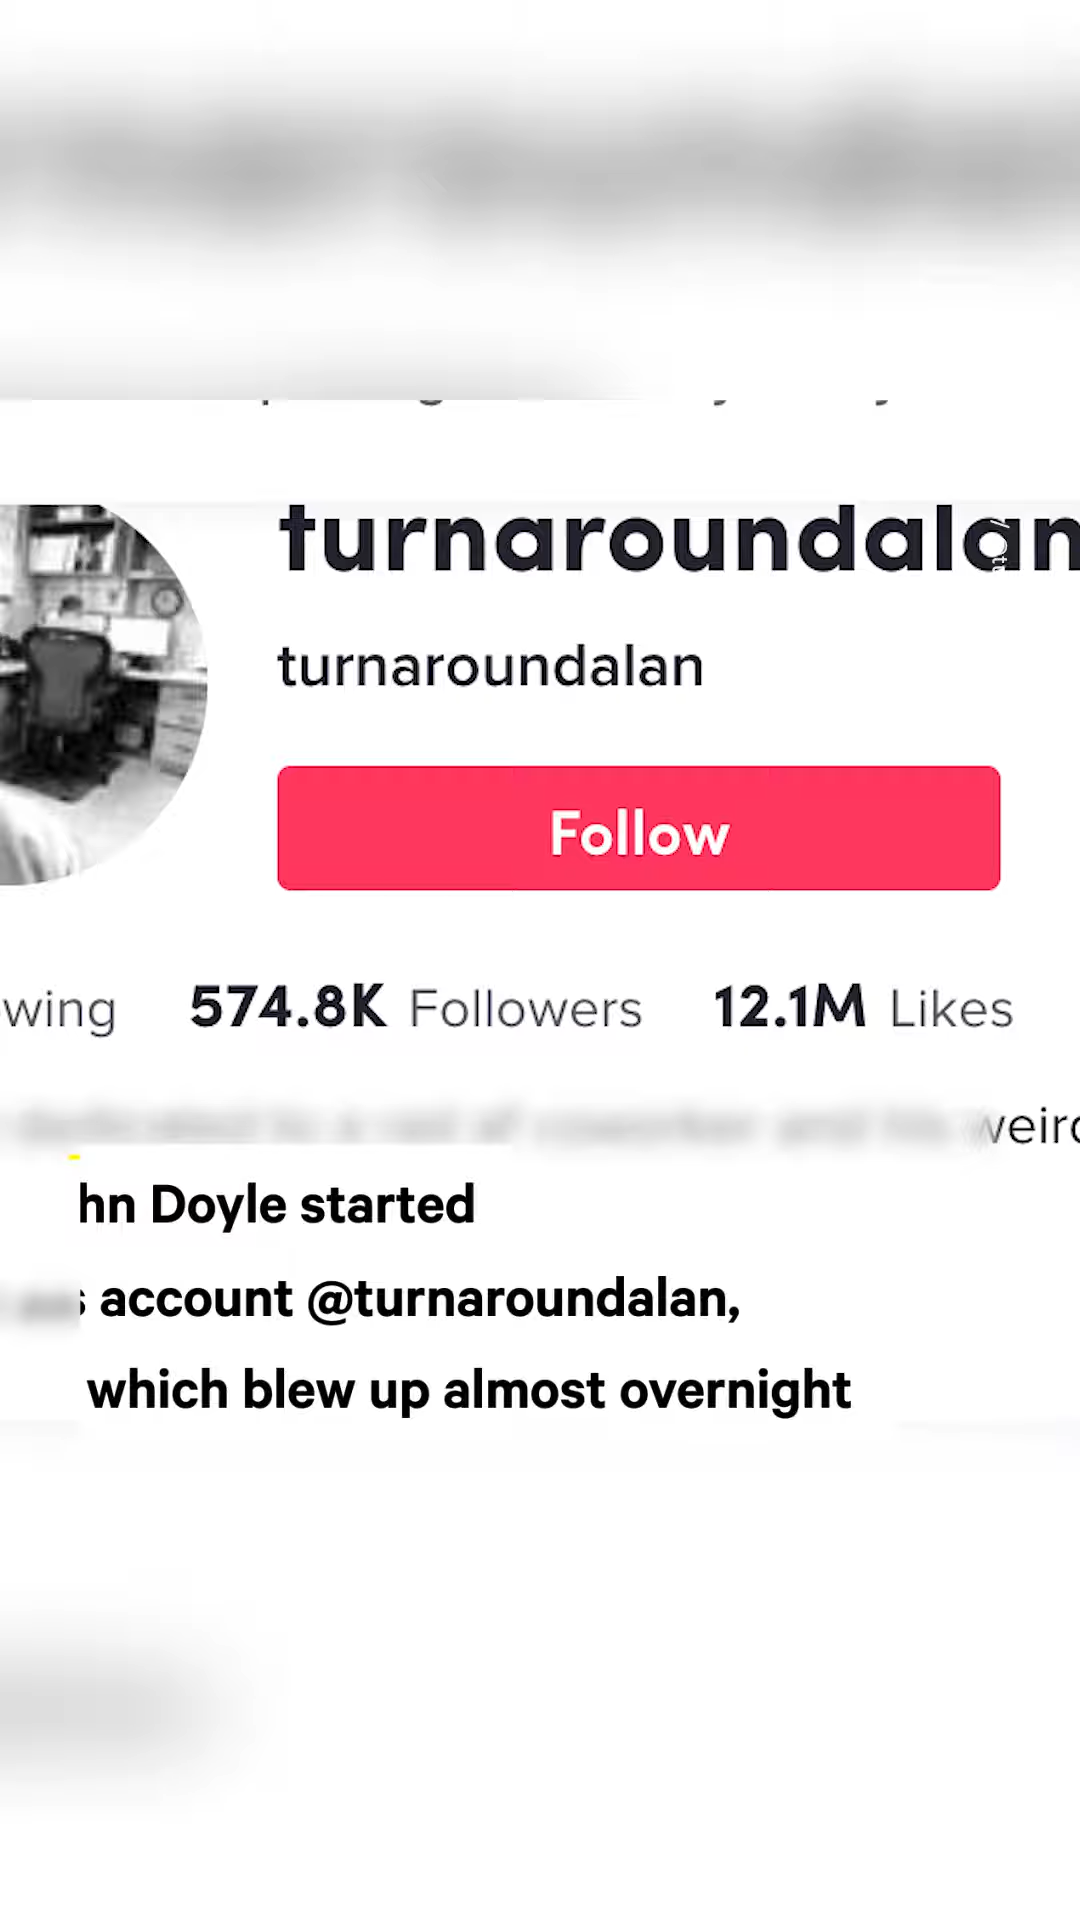 turnaroundalan
turnaroundalan
Follow
wing 574.8K Followers 12.1M Likes
weird
hn Doyle started
s account @turnaroundalan,
which blew up almost overnight